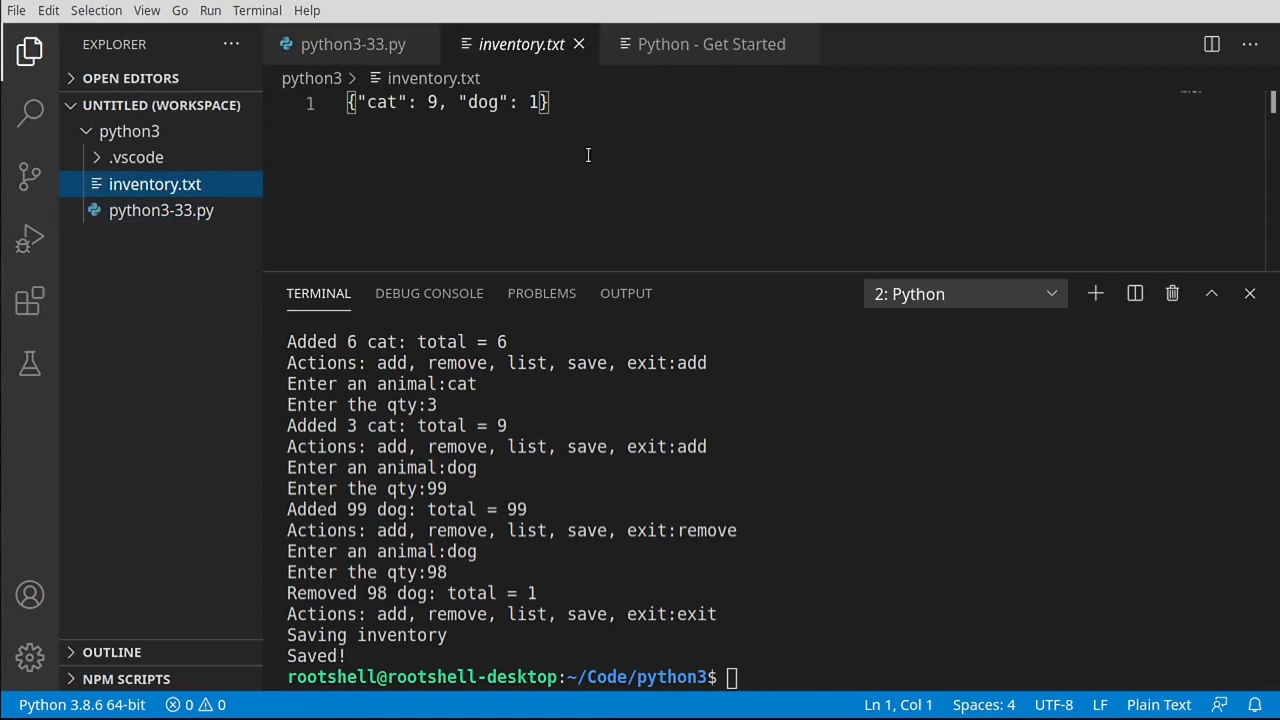 File Edit Selection View Go Run Terminal Help
EXPLORER
OPEN EDITORS
UNTITLED (WORKSPACE)
python3
.vscode
inventory.txt
python3-33.py
OUTLINE
NPM SCRIPTS
python3-33.py inventory.txt Python - Get Started
python3 > inventory.txt
1 {"cat": 9, "dog": 1}
TERMINAL DEBUG CONSOLE PROBLEMS OUTPUT 2: Python
Added 6 cat: total = 6
Actions: add, remove, list, save, exit:add
Enter an animal:cat
Enter the qty:3
Added 3 cat: total = 9
Actions: add, remove, list, save, exit:add
Enter an animal:dog
Enter the qty:99
Added 99 dog: total = 99
Actions: add, remove, list, save, exit:remove
Enter an animal:dog
Enter the qty:98
Removed 98 dog: total = 1
Actions: add, remove, list, save, exit:exit
Saving inventory
Saved!
rootshell@rootshell-desktop:~/Code/python3$
Python 3.8.6 64-bit 0 0 Ln 1, Col 1 Spaces: 4 UTF-8 LF Plain Text